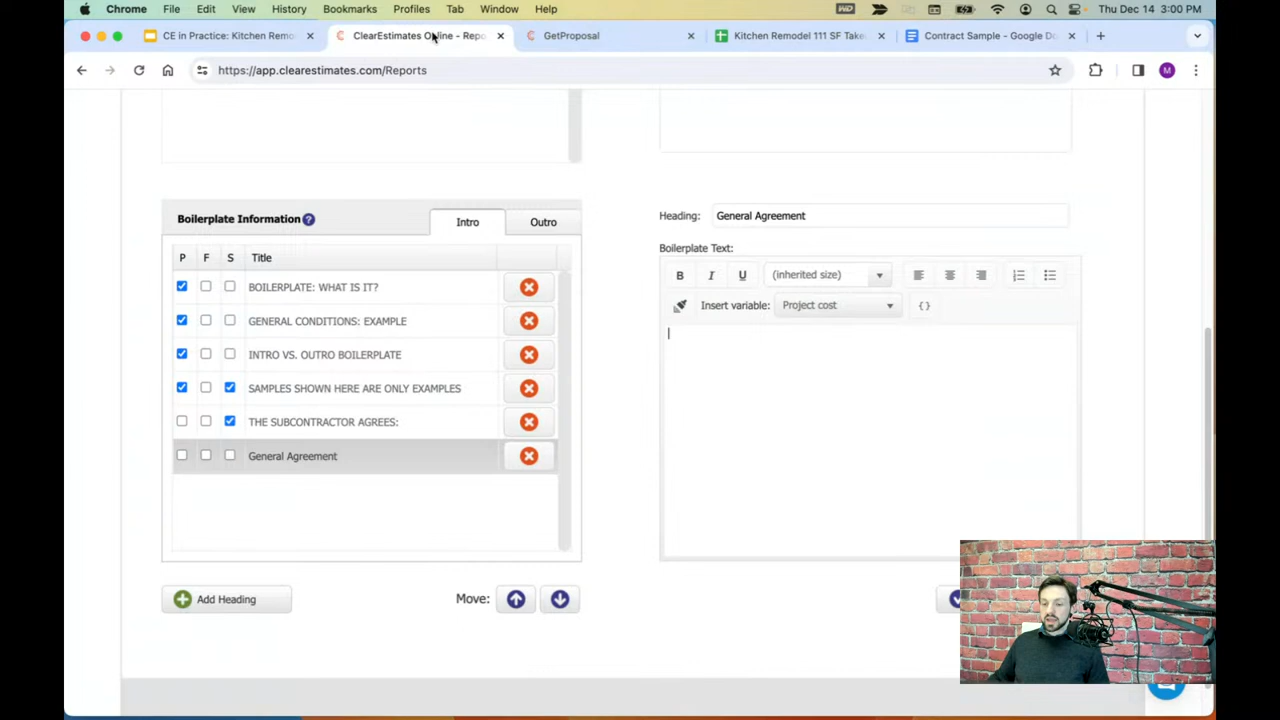 Chrome File Edit View History Bookmarks Profiles Tab Window Help Thu Dec 14 3:00 PM
CE in Practice: Kitchen Remo ClearEstimates Online - Repo GetProposal Kitchen Remodel 111 SF Take Contract Sample - Google Do
https://app.clearestimates.com/Reports M
Boilerplate Information ? Intro Outro
Heading: General Agreement
Boilerplate Text:
P F S Title
B I U (inherited size)
BOILERPLATE: WHAT IS IT?
Insert variable: Project cost {}
GENERAL CONDITIONS: EXAMPLE
INTRO VS. OUTRO BOILERPLATE
SAMPLES SHOWN HERE ARE ONLY EXAMPLES
THE SUBCONTRACTOR AGREES:
General Agreement
Add Heading Move: